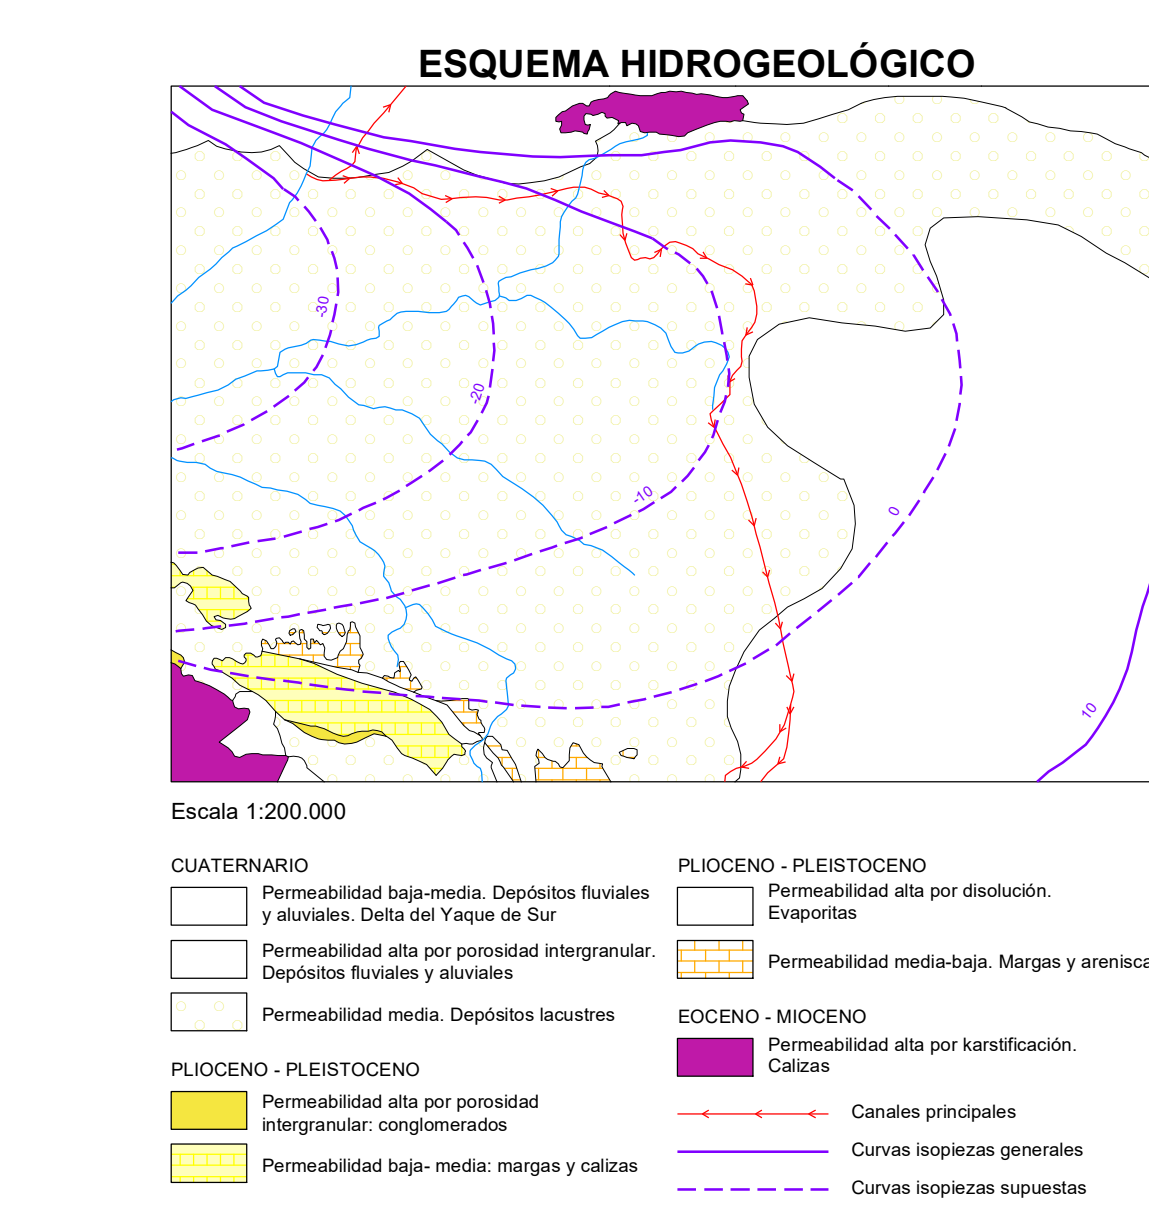 ESQUEMA HIDROGEOLÓGICO
-30
-20
-10
0
10
Escala 1:200.000
CUATERNARIO
Permeabilidad baja-media. Depósitos fluviales
y aluviales. Delta del Yaque de Sur
Permeabilidad alta por porosidad intergranular.
Depósitos fluviales y aluviales
Permeabilidad media. Depósitos lacustres
PLIOCENO - PLEISTOCENO
Permeabilidad alta por porosidad
intergranular: conglomerados
Permeabilidad baja- media: margas y calizas
PLIOCENO - PLEISTOCENO
Permeabilidad alta por disolución.
Evaporitas
Permeabilidad media-baja. Margas y arenisca
EOCENO - MIOCENO
Permeabilidad alta por karstificación.
Calizas
Canales principales
Curvas isopiezas generales
Curvas isopiezas supuestas